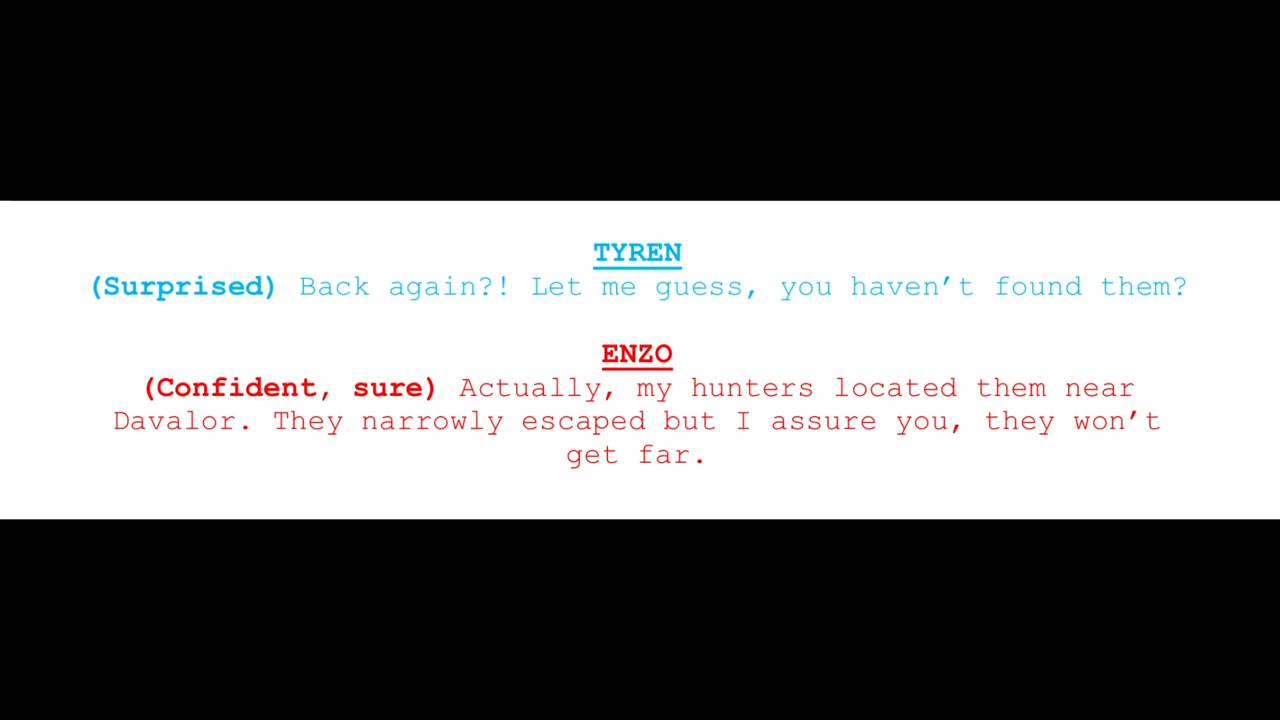 TYREN
(Surprised) Back again?! Let me guess, you haven’t found them?
ENZO
(Confident, sure) Actually, my hunters located them near
Davalor. They narrowly escaped but I assure you, they won’t
get far.